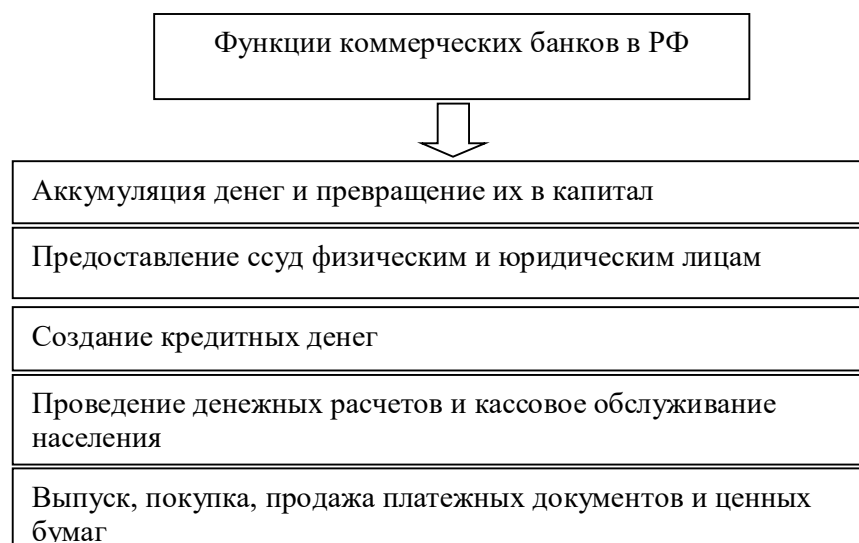 Функции коммерческих банков в РФ
Аккумуляция денег и превращение их в капитал
Предоставление ссуд физическим и юридическим лицам
Создание кредитных денег
Проведение денежных расчетов и кассовое обслуживание
населения
Выпуск, покупка, продажа платежных документов и ценных
бумаг